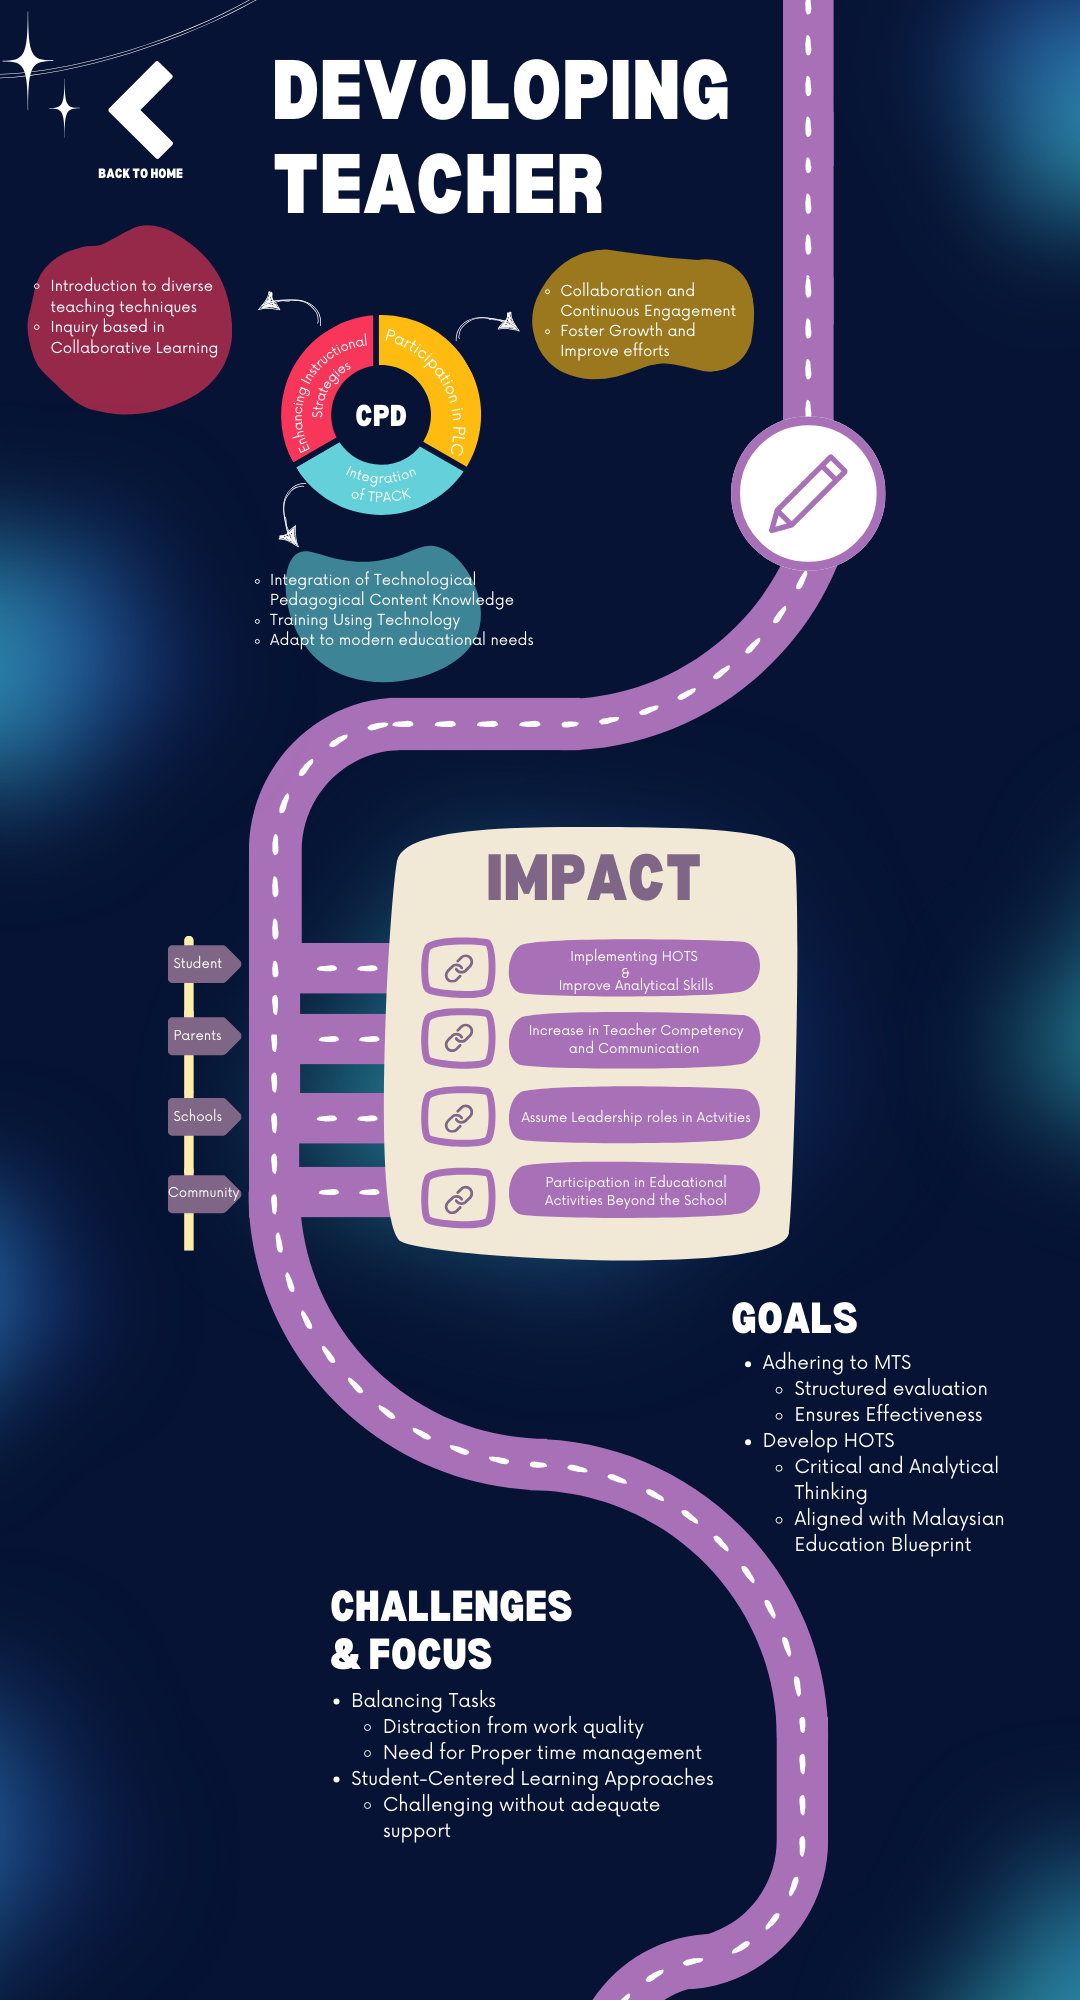 DEVOLOPING
TEACHER
BACK TO HOME
Introduction to diverse
teaching techniques
Inquiry based in
Collaborative Learning
Collaboration and
Continuous Engagement
Foster Growth and
Improve efforts
Enhancing Instructional
Strategies
Participation in PLC
CPD
Integration
of TPACK
Integration of Technological
Pedagogical Content Knowledge
Training Using Technology
Adapt to modern educational needs
IMPACT
Student
Implementing HOTS
&
Improve Analytical Skills
Parents
Increase in Teacher Competency
and Communication
Schools
Assume Leadership roles in Actvities
Community
Participation in Educational
Activities Beyond the School
GOALS
Adhering to MTS
Structured evaluation
Ensures Effectiveness
Develop HOTS
Critical and Analytical
Thinking
Aligned with Malaysian
Education Blueprint
CHALLENGES
& FOCUS
Balancing Tasks
Distraction from work quality
Need for Proper time management
Student-Centered Learning Approaches
Challenging without adequate
support